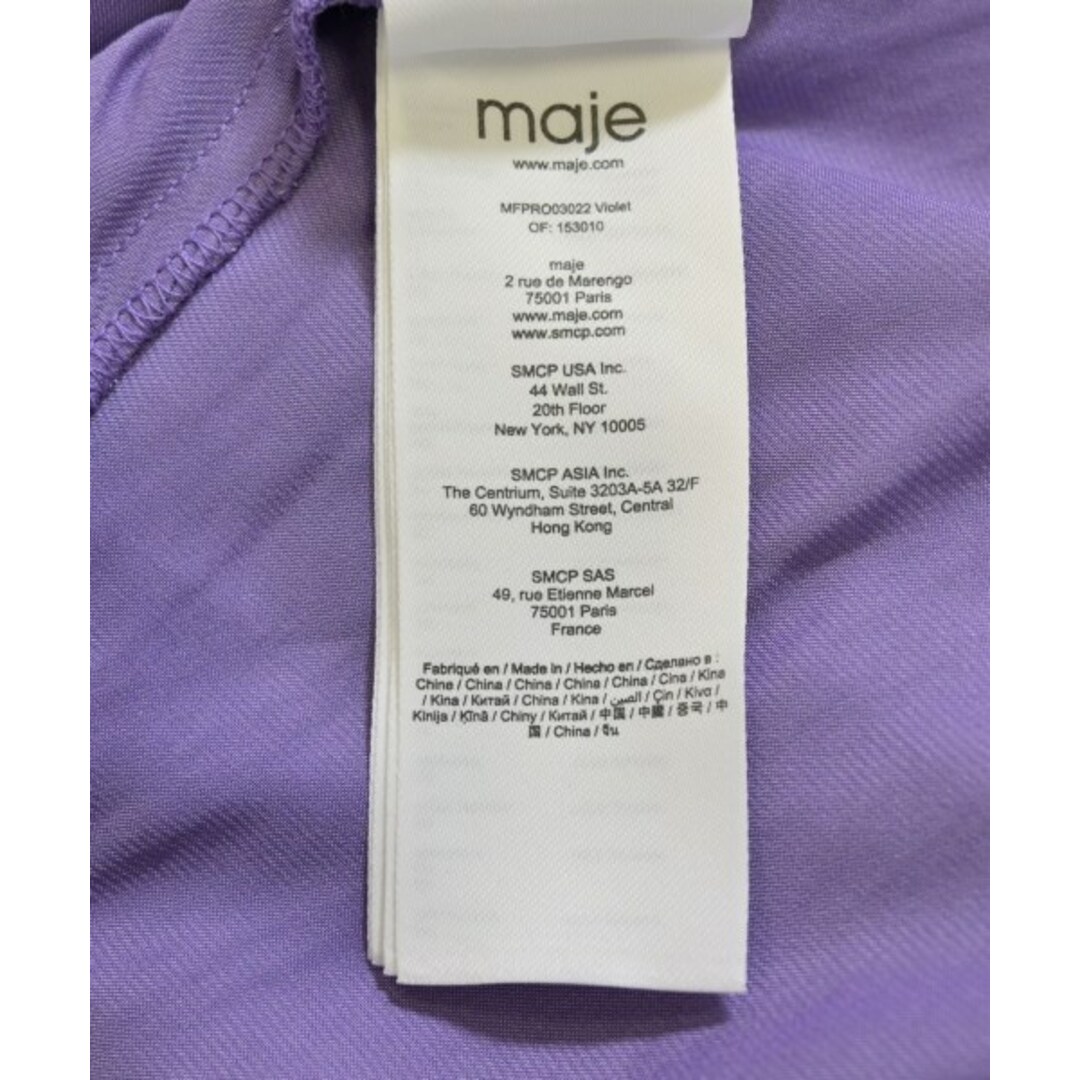 maje
www.maje.com
MFPRO03022 Violet
OF: 153010
maje
2 rue de Marengo
75001 Paris
www.maje.com
www.smcp.com
SMCP USA Inc.
44 Wall St.
20th Floor
New York, NY 10005
SMCP ASIA Inc.
The Centrium, Suite 3203A-5A 32/F
60 Wyndham Street, Central
Hong Kong
SMCP SAS
49, rue Etienne Marcel
75001 Paris
France
Fabriqué en / Made in / Hecho en / Сделано в :
Chine / China / China / China / China / Cina / Kina
/ Kina / Китай / China / Kina / الصين / Çin / Kiνα /
Kinija / Ķīnā / Chiny / Китай / 中国 / 中國 / 중국 / 中
国 / China / จีน